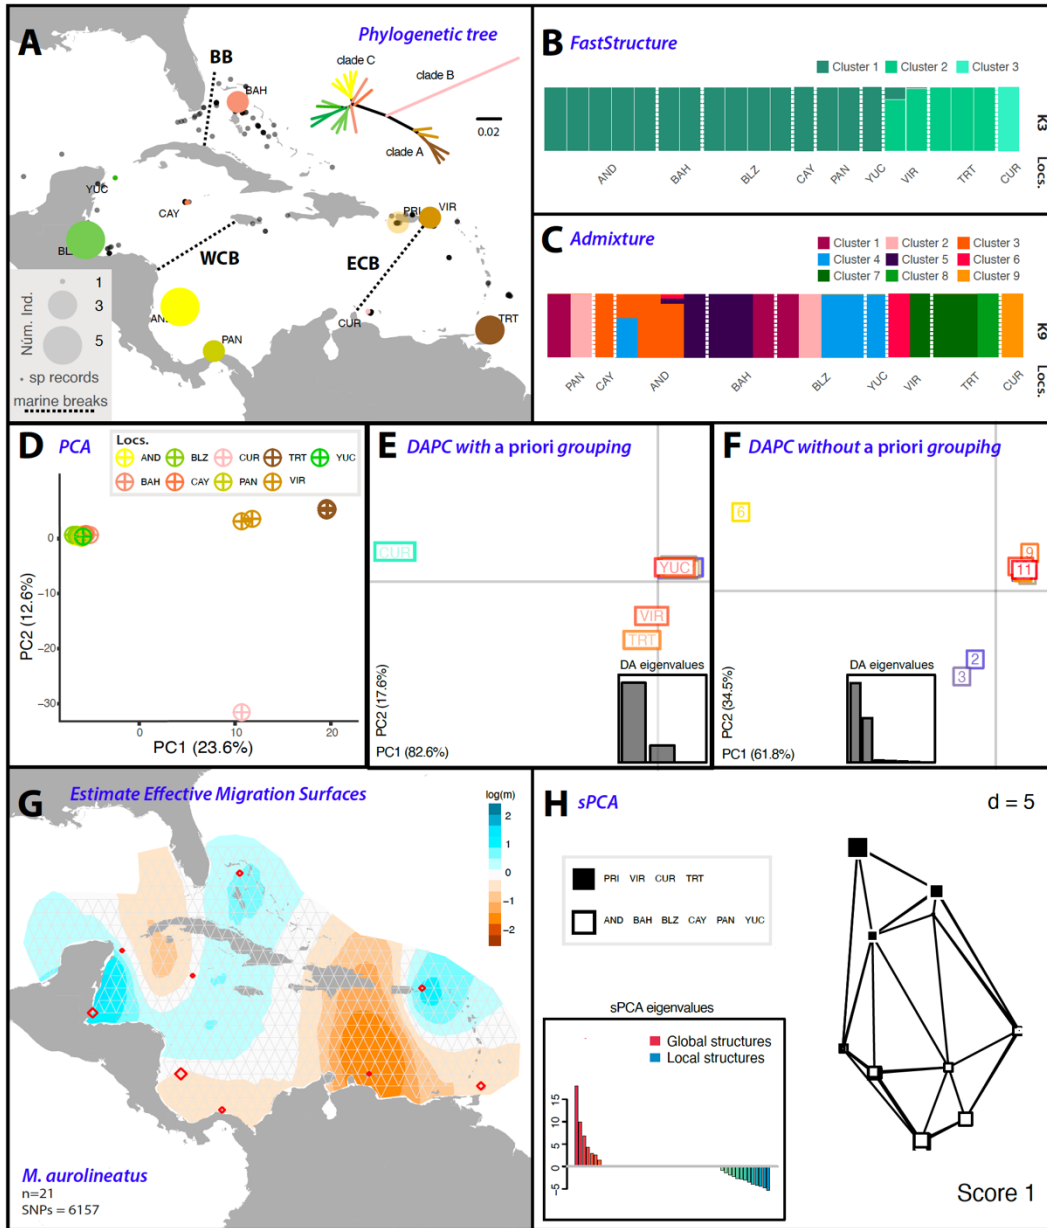 A
Phylogenetic tree
BB
BAH
clade C
clade B
0.02
clade A
YUC
CAY
PRI
VIR
BL
WCB
ECB
AN
CUR
TRT
PAN
Núm. Ind.
1
3
5
sp records
marine breaks
B FastStructure
Cluster 1 Cluster 2 Cluster 3
K3
Locs.
AND BAH BLZ CAY PAN YUC VIR TRT CUR
C Admixture
Cluster 1 Cluster 2 Cluster 3
Cluster 4 Cluster 5 Cluster 6
Cluster 7 Cluster 8 Cluster 9
K9
Locs.
PAN CAY AND BAH BLZ YUC VIR TRT CUR
D PCA
Locs.
AND BLZ CUR TRT YUC
BAH CAY PAN VIR
0
−10
−20
−30
PC2 (12.6%)
0 10 20
PC1 (23.6%)
E DAPC with a priori grouping
CUR
YUC
VIR
TRT
DA eigenvalues
PC2 (17.6%)
PC1 (82.6%)
F DAPC without a priori groupihg
6
9
11
2
3
DA eigenvalues
PC2 (34.5%)
PC1 (61.8%)
G Estimate Effective Migration Surfaces
log(m)
2
1
0
−1
−2
M. aurolineatus
n=21
SNPs = 6157
H sPCA
d = 5
PRI VIR CUR TRT
AND BAH BLZ CAY PAN YUC
sPCA eigenvalues
Global structures
Local structures
15
10
5
0
−5
Score 1